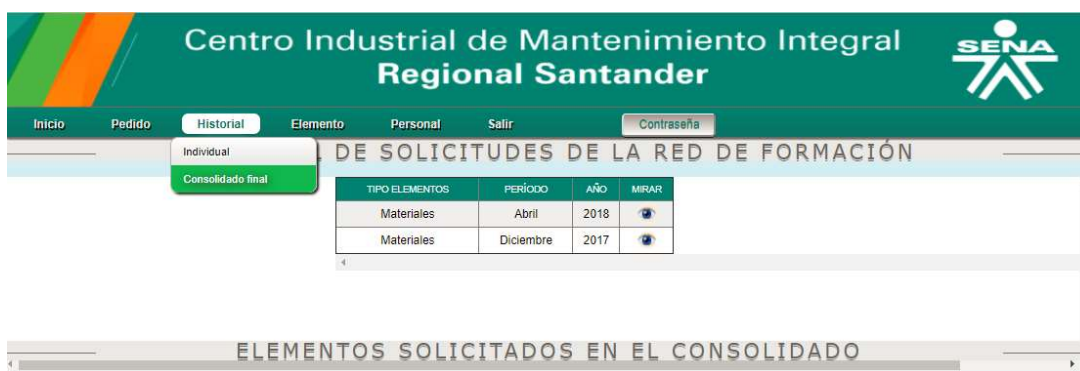 Centro Industrial de Mantenimiento Integral
Regional Santander
SENA
Inicio Pedido Historial Elemento Personal Salir Contraseña
Individual
Consolidado final
DE SOLICITUDES DE LA RED DE FORMACIÓN
TIPO ELEMENTOS PERÍODO AÑO MIRAR
Materiales Abril 2018
Materiales Diciembre 2017
ELEMENTOS SOLICITADOS EN EL CONSOLIDADO